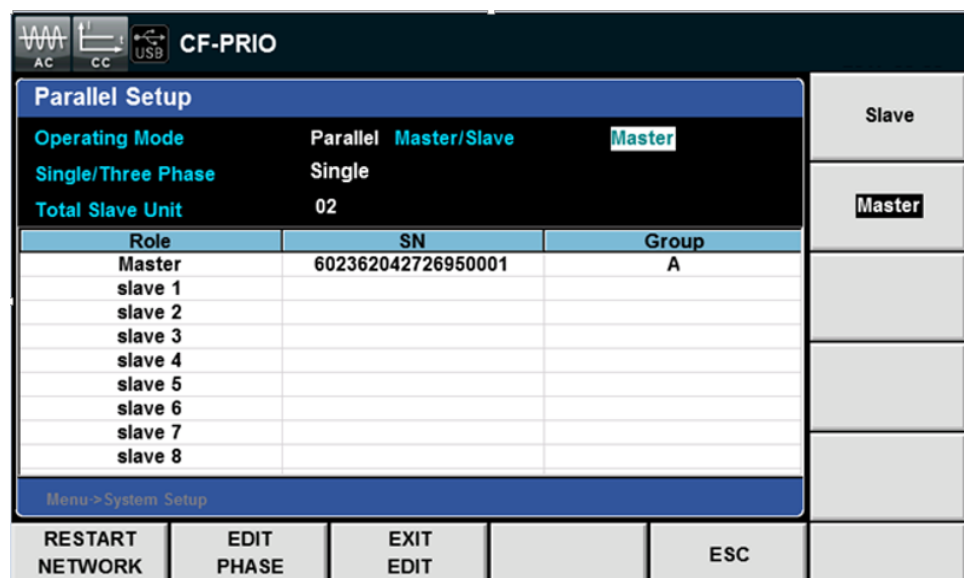 AC CC USB CF-PRIO
Parallel Setup
Operating Mode Parallel Master/Slave Master
Single/Three Phase Single
Total Slave Unit 02
Role SN Group
Master 602362042726950001 A
slave 1
slave 2
slave 3
slave 4
slave 5
slave 6
slave 7
slave 8
Menu->System Setup
Slave
Master
RESTART NETWORK
EDIT PHASE
EXIT EDIT
ESC